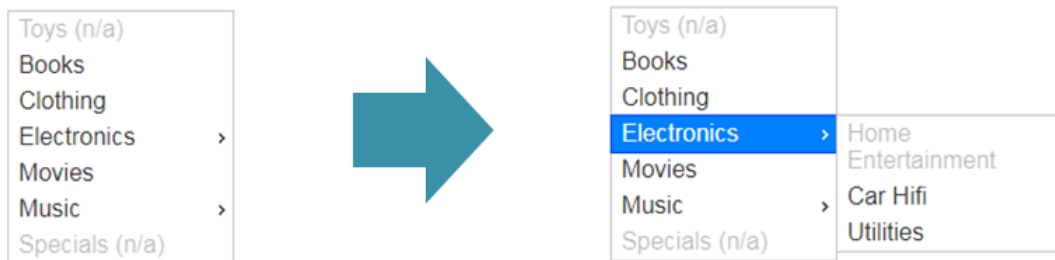 Toys (n/a)
Books
Clothing
Electronics ›
Movies
Music ›
Specials (n/a)
Toys (n/a)
Books
Clothing
Electronics ›
Movies
Music ›
Specials (n/a)
Home
Entertainment
Car Hifi
Utilities